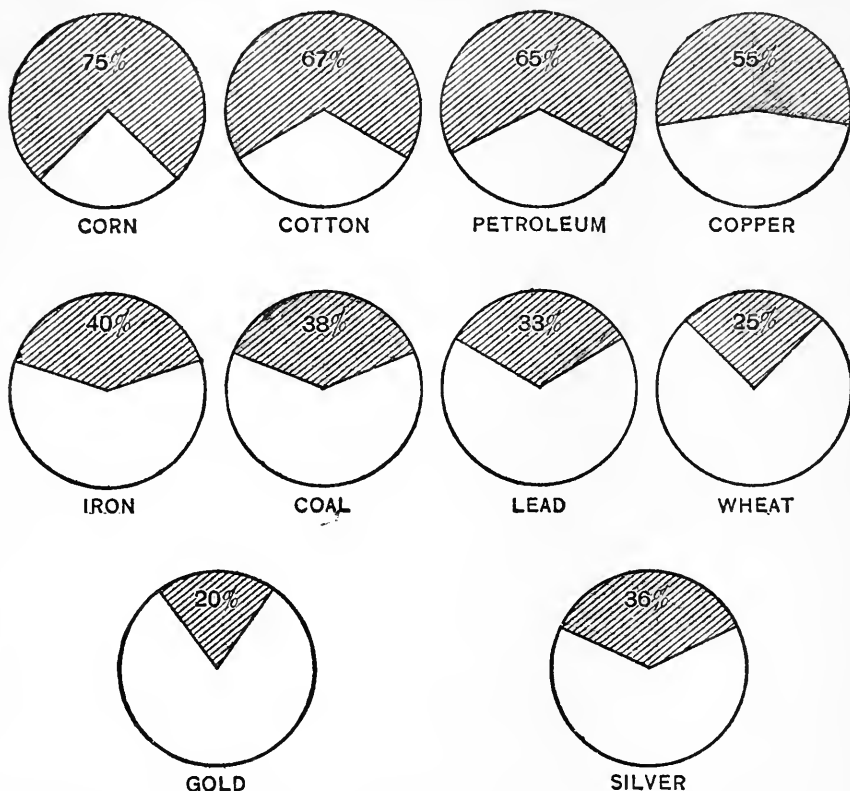 75% 67% 65% 55%
CORN COTTON PETROLEUM COPPER
40% 38% 33% 25%
IRON COAL LEAD WHEAT
20% 36%
GOLD SILVER